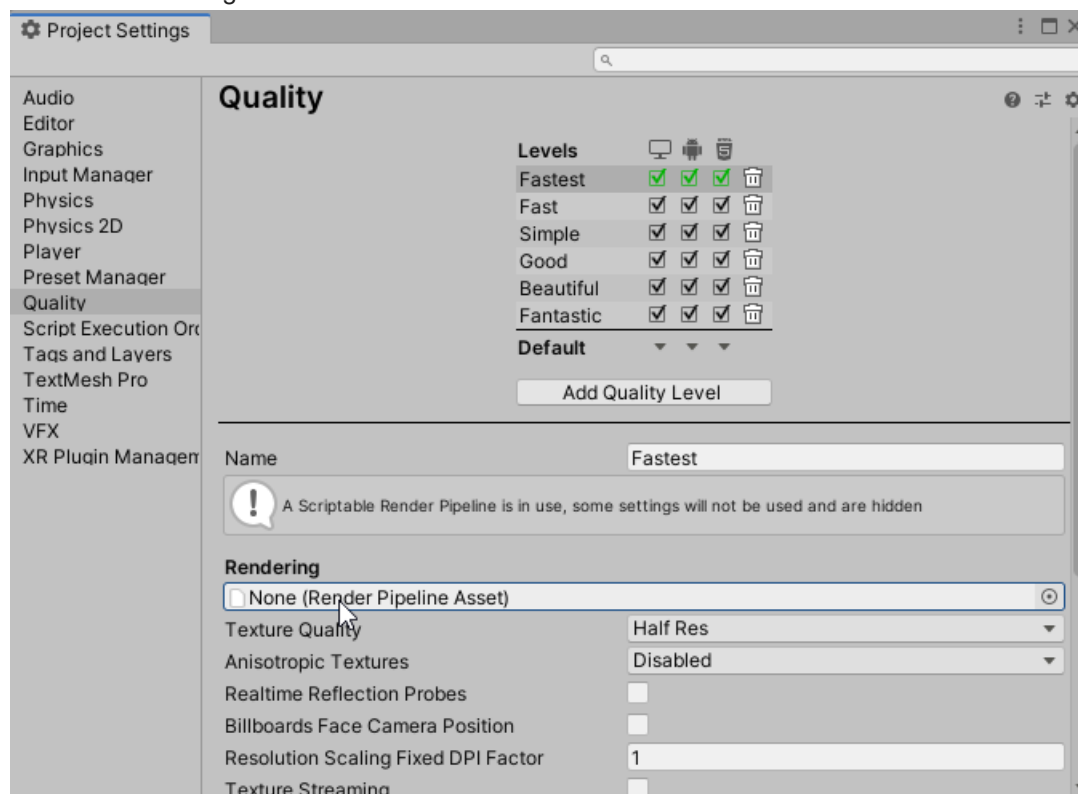 Project Settings
Audio
Editor
Graphics
Input Manager
Physics
Physics 2D
Player
Preset Manager
Quality
Script Execution Or
Tags and Layers
TextMesh Pro
Time
VFX
XR Plugin Managem
Quality
Levels
Fastest
Fast
Simple
Good
Beautiful
Fantastic
Default
Add Quality Level
Name Fastest
A Scriptable Render Pipeline is in use, some settings will not be used and are hidden
Rendering
None (Render Pipeline Asset)
Texture Quality Half Res
Anisotropic Textures Disabled
Realtime Reflection Probes
Billboards Face Camera Position
Resolution Scaling Fixed DPI Factor 1
Texture Streaming